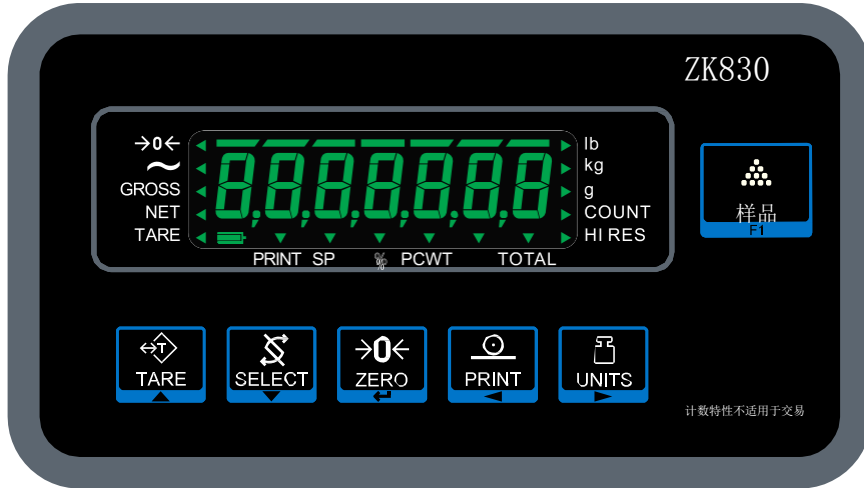 ZK830
→0← lb
~ kg
GROSS g
NET COUNT
TARE HI RES
8,8,8,8,8,8,8
PRINT SP % PCWT TOTAL
样品
F1
TARE
SELECT
→0←
ZERO
PRINT
UNITS
计数特性不适用于交易